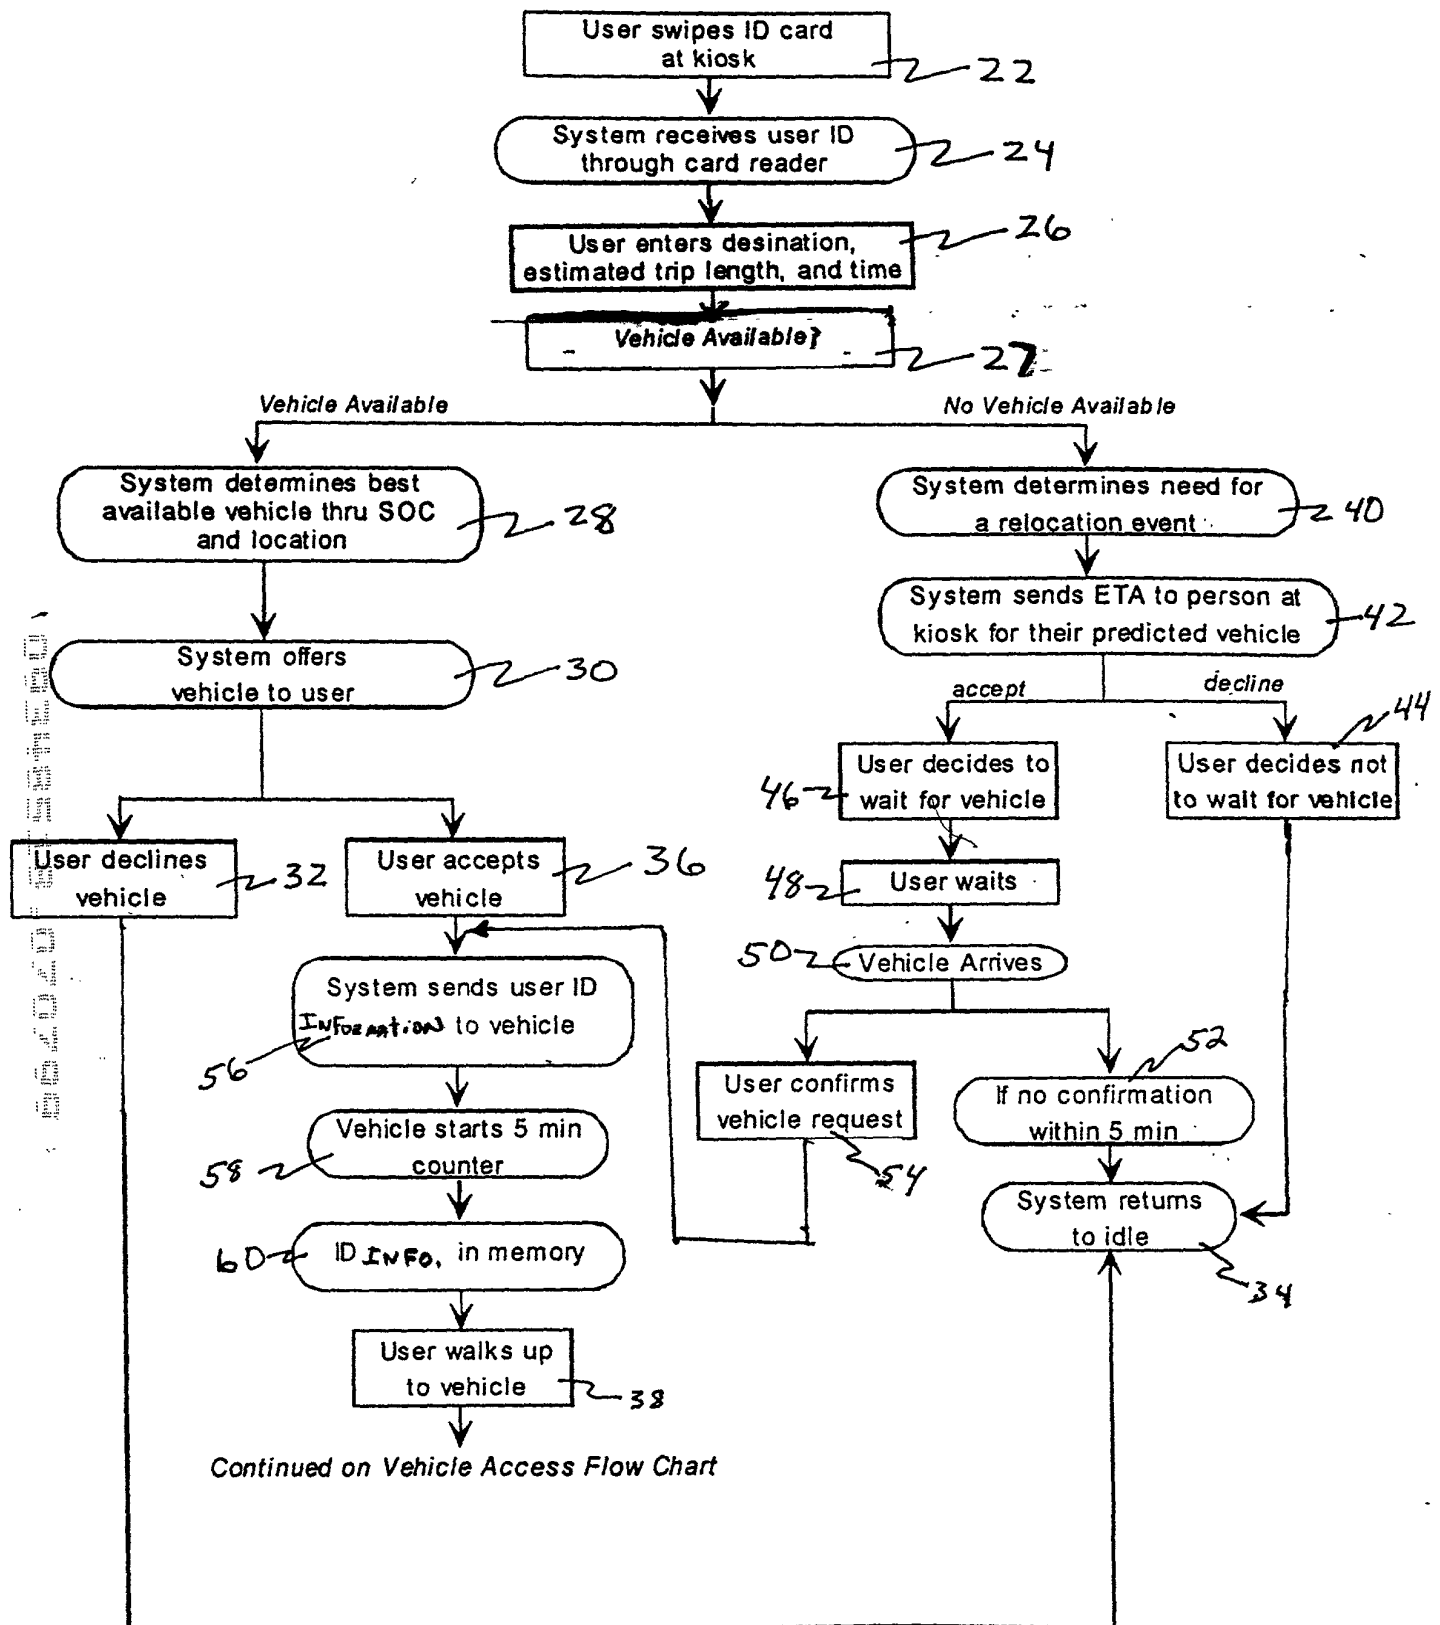 User swipes ID card
at kiosk
22
System receives user ID
through card reader
24
User enters desination,
estimated trip length, and time
26
Vehicle Available?
27
Vehicle Available
No Vehicle Available
System determines best
available vehicle thru SOC
and location
28
System determines need for
a relocation event
40
System sends ETA to person at
kiosk for their predicted vehicle
42
System offers
vehicle to user
30
accept
decline
44
User decides to
wait for vehicle
46
User decides not
to wait for vehicle
User declines
vehicle
32
User accepts
vehicle
36
48
User waits
50
Vehicle Arrives
System sends user ID
INFORMATION to vehicle
56
52
User confirms
vehicle request
54
If no confirmation
within 5 min
Vehicle starts 5 min
counter
58
System returns
to idle
34
60
ID INFO. in memory
User walks up
to vehicle
38
Continued on Vehicle Access Flow Chart